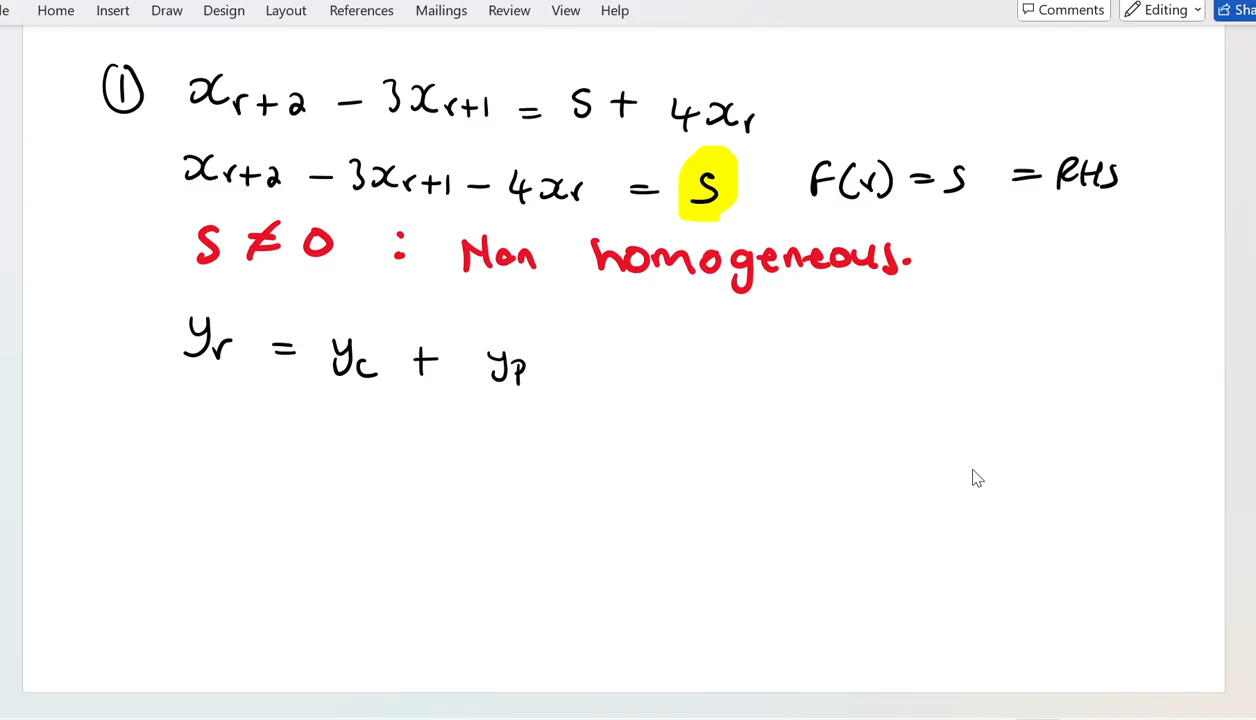 le Home Insert Draw Design Layout References Mailings Review View Help Comments Editing Sha
① x_{r+2} - 3x_{r+1} = 5 + 4x_r
x_{r+2} - 3x_{r+1} - 4x_r = 5 F(r) = 5 = RHS
5 ≠ 0 : Non homogeneous.
y_r = y_c + y_p